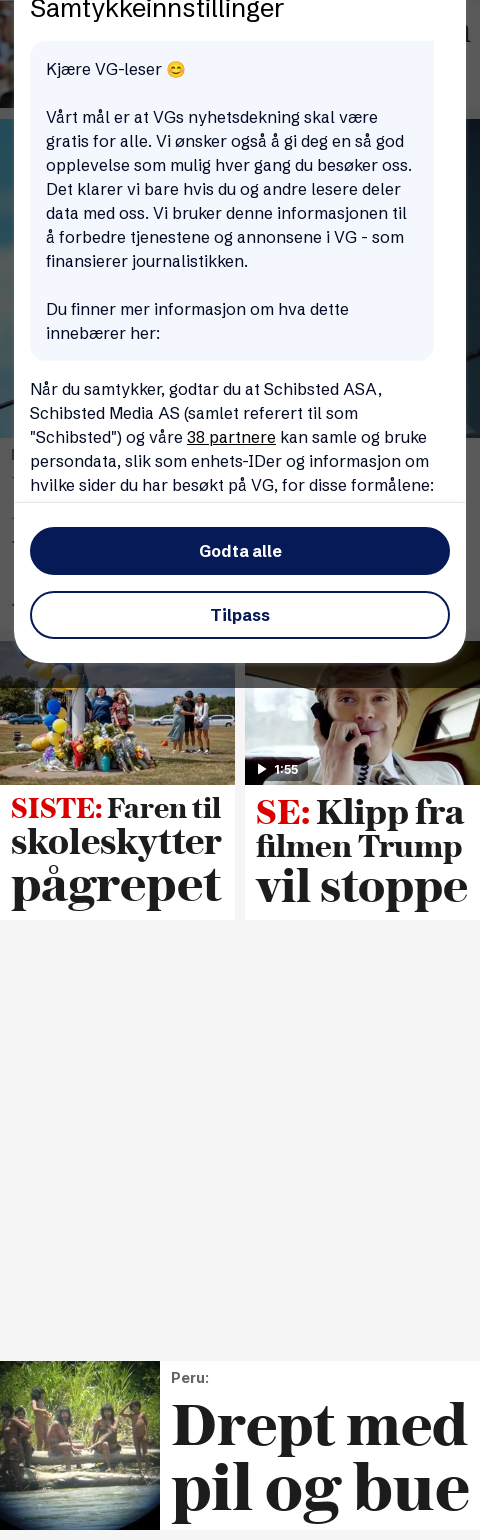 Samtykkeinnstillinger
Kjære VG-leser 😊
Vårt mål er at VGs nyhetsdekning skal være
gratis for alle. Vi ønsker også å gi deg en så god
opplevelse som mulig hver gang du besøker oss.
Det klarer vi bare hvis du og andre lesere deler
data med oss. Vi bruker denne informasjonen til
å forbedre tjenestene og annonsene i VG - som
finansierer journalistikken.
Du finner mer informasjon om hva dette
innebærer her:
Når du samtykker, godtar du at Schibsted ASA,
Schibsted Media AS (samlet referert til som
"Schibsted") og våre 38 partnere kan samle og bruke
persondata, slik som enhets-IDer og informasjon om
hvilke sider du har besøkt på VG, for disse formålene:
Godta alle
Tilpass
1:55
SISTE: Faren til
skoleskytter
pågrepet
SE: Klipp fra
filmen Trump
vil stoppe
Peru:
Drept med
pil og bue